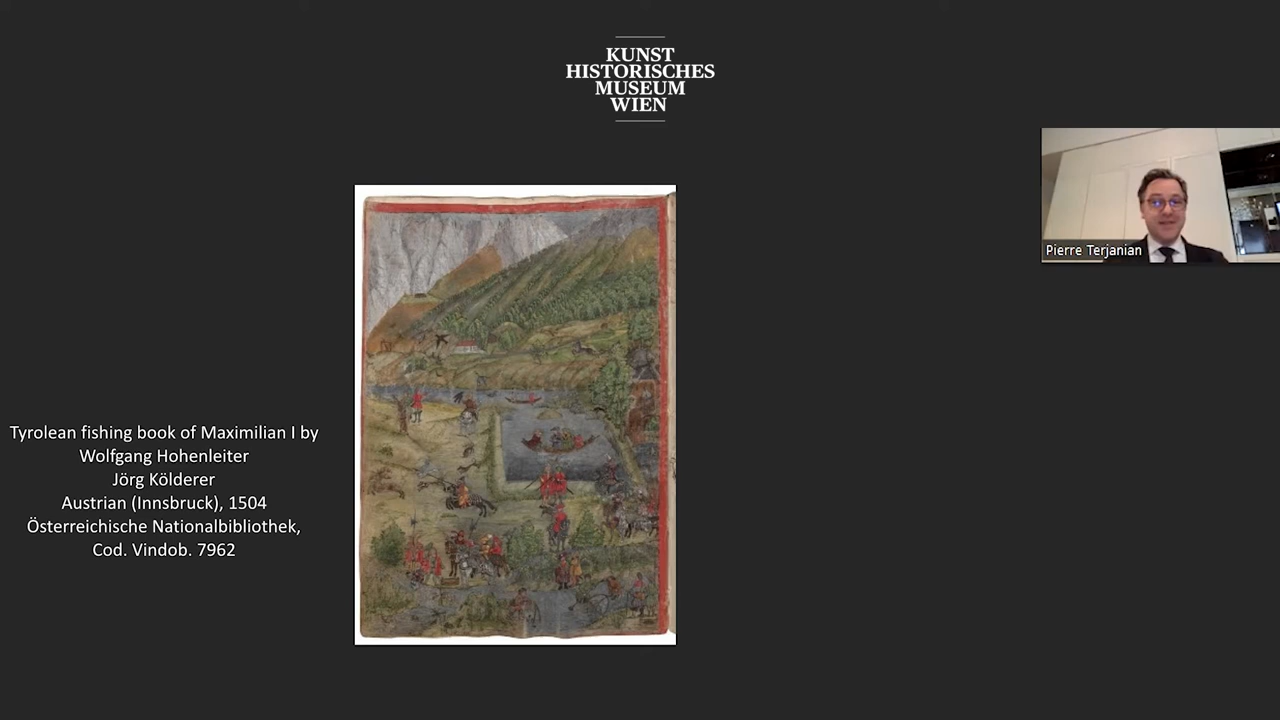 KUNST
HISTORISCHES
MUSEUM
WIEN
Pierre Terjanian
Tyrolean fishing book of Maximilian I by
Wolfgang Hohenleiter
Jörg Kölderer
Austrian (Innsbruck), 1504
Österreichische Nationalbibliothek,
Cod. Vindob. 7962